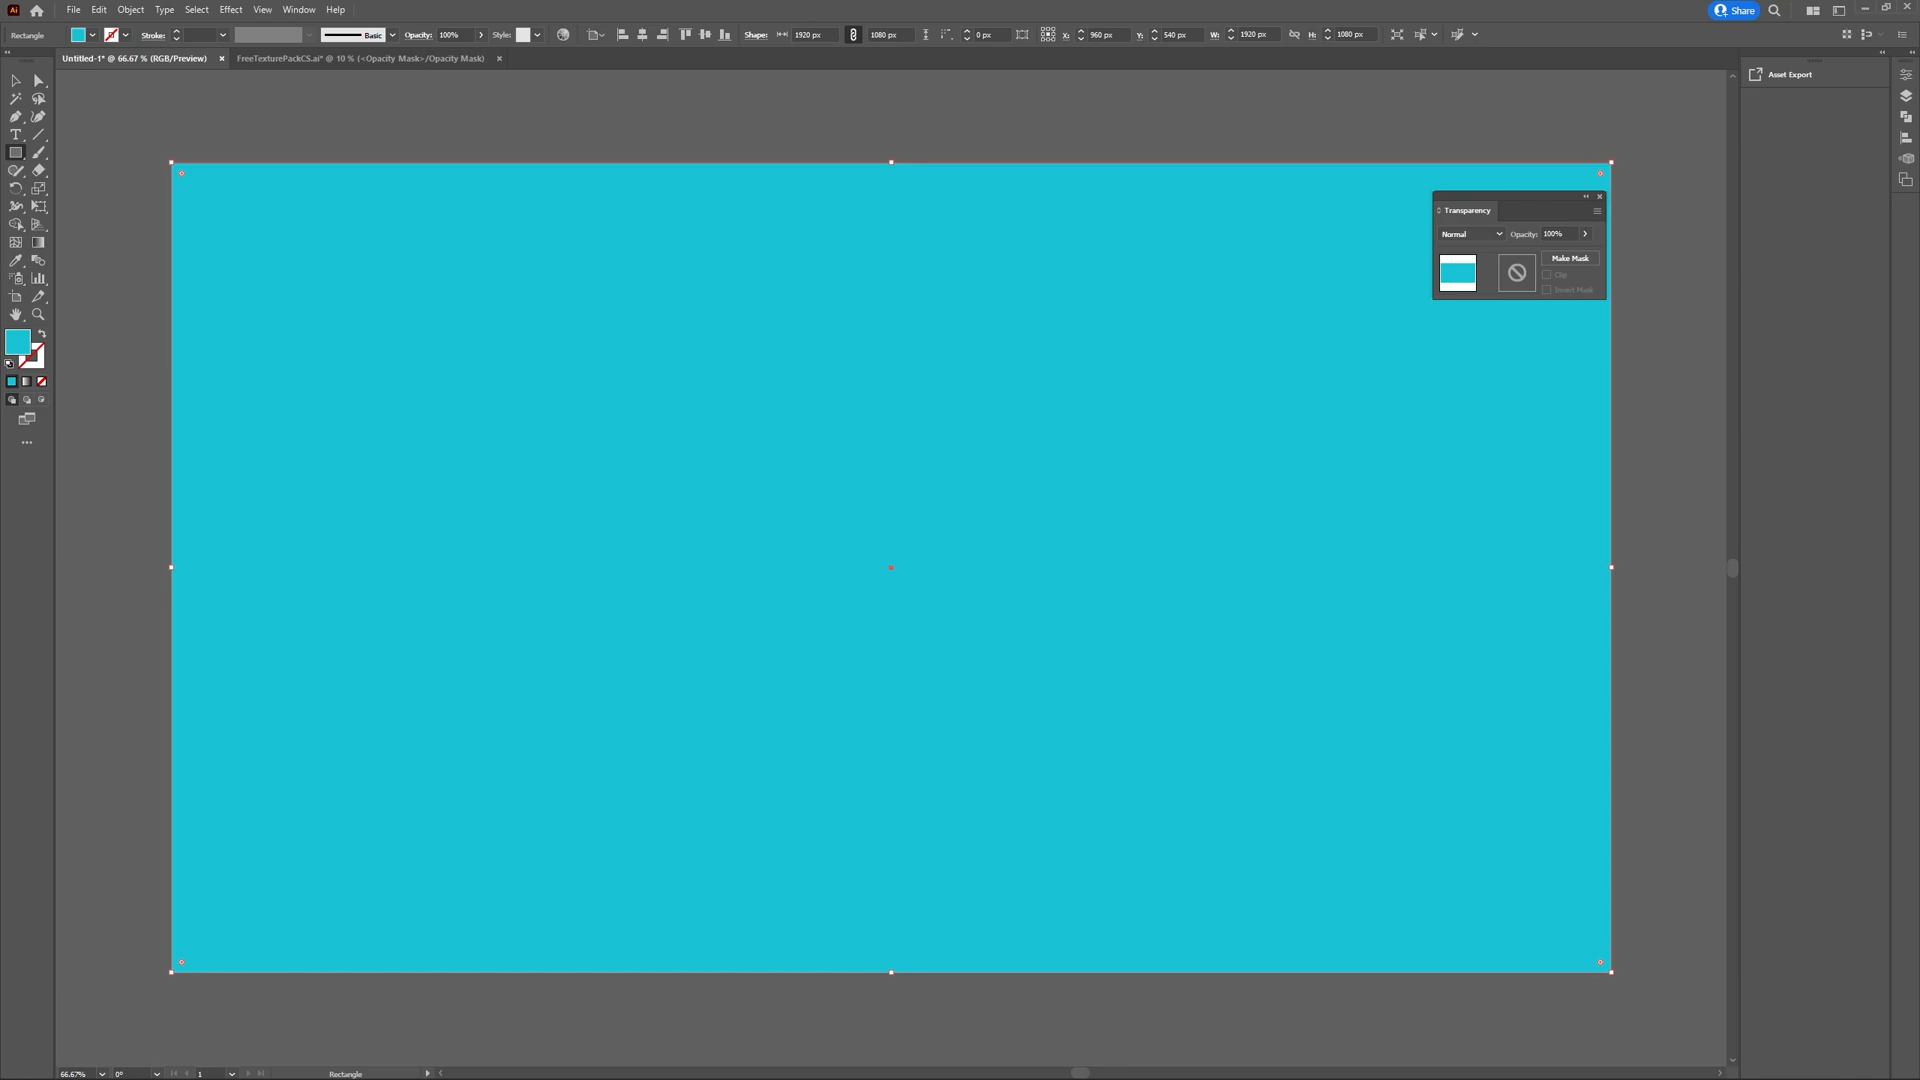 Ai File Edit Object Type Select Effect View Window Help Share
Rectangle Stroke: Basic Opacity: 100% Style: Shape: 1920 px 1080 px 0 px X: 960 px Y: 540 px W: 1920 px H: 1080 px
Untitled-1* @ 66.67 % (RGB/Preview) × FreeTexturePackCS.ai* @ 10 % (<Opacity Mask>/Opacity Mask) ×
Asset Export
Transparency
Normal Opacity: 100%
Make Mask
Clip
Invert Mask
66.67% 0° 1 Rectangle